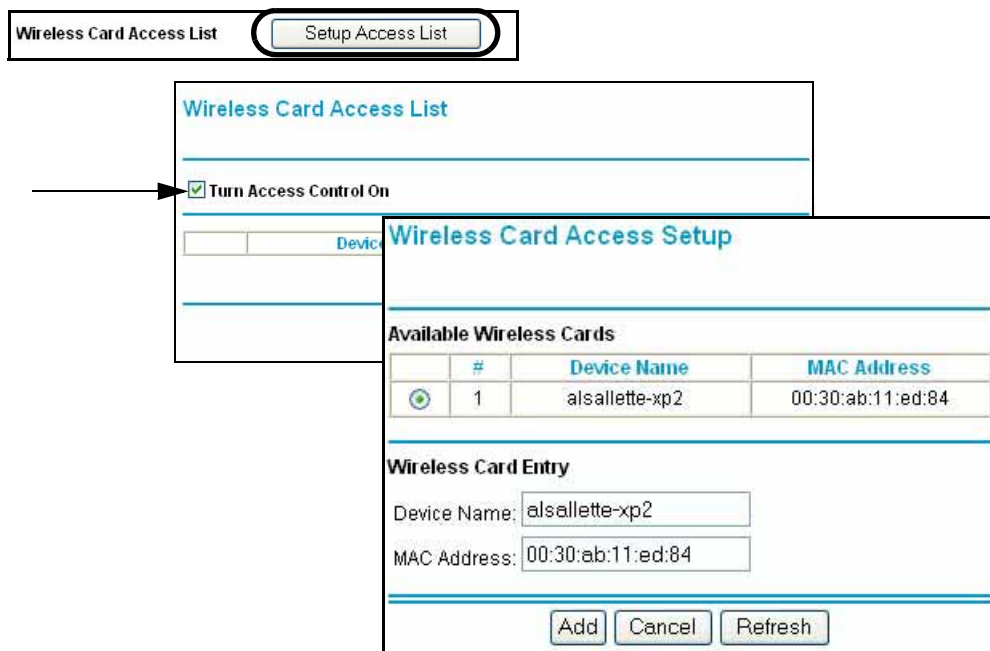 Wireless Card Access List Setup Access List
Wireless Card Access List
Turn Access Control On
Wireless Card Access Setup
Available Wireless Cards
# Device Name MAC Address
1 alsallette-xp2 00:30:ab:11:ed:84
Wireless Card Entry
Device Name: alsallette-xp2
MAC Address: 00:30:ab:11:ed:84
Add Cancel Refresh